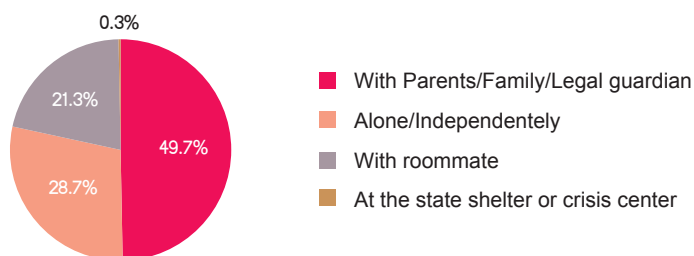 0.3%
21.3%
49.7%
28.7%
With Parents/Family/Legal guardian
Alone/Independentely
With roommate
At the state shelter or crisis center